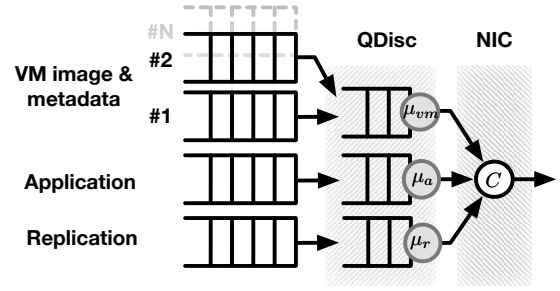 #N
QDisc NIC
#2
VM image &
metadata
#1
μvm
Application
μa
C
Replication
μr